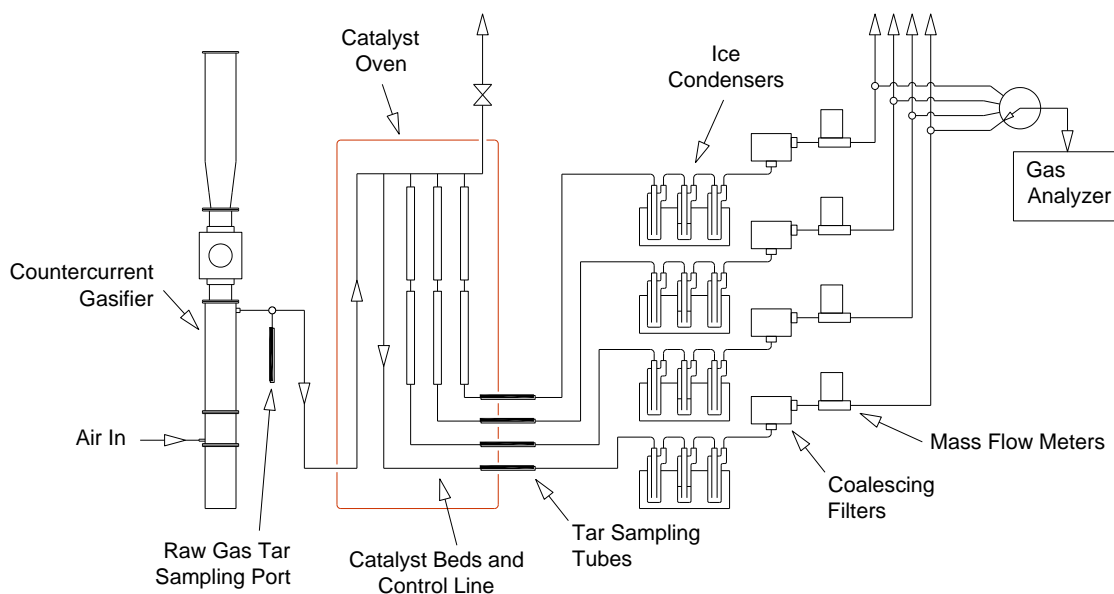 Catalyst
Oven
Ice
Condensers
Gas
Analyzer
Countercurrent
Gasifier
Air In
Mass Flow Meters
Coalescing
Filters
Tar Sampling
Tubes
Raw Gas Tar
Sampling Port
Catalyst Beds and
Control Line